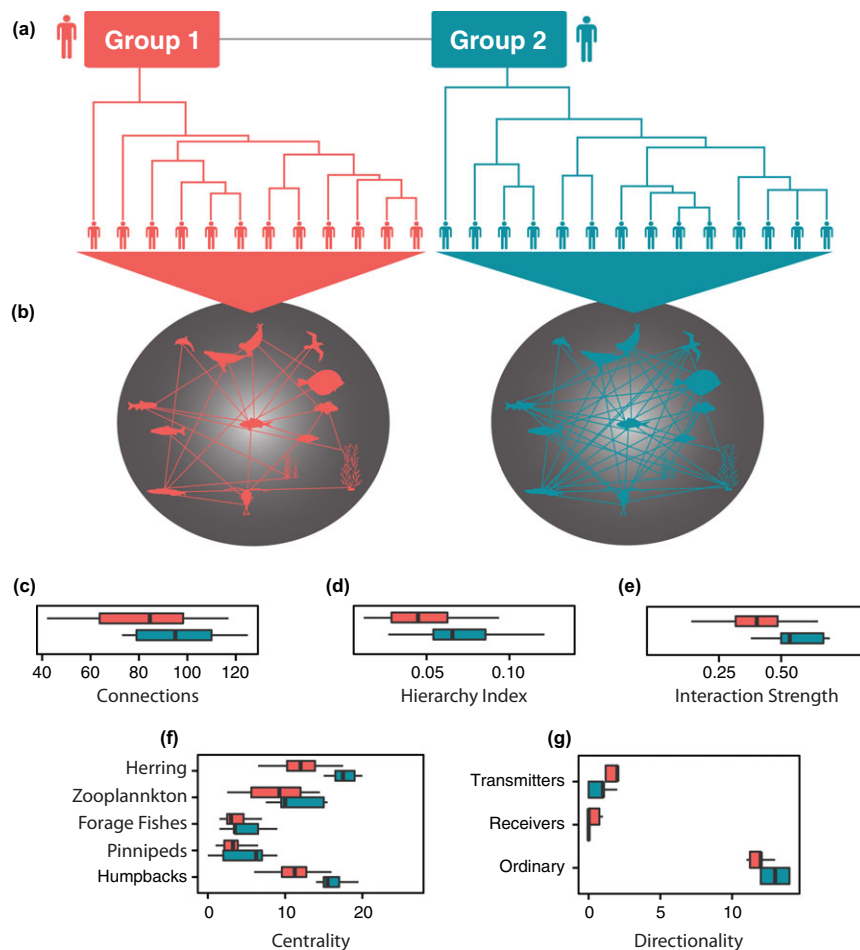 (a)
Group 1
Group 2
(b)
(c)
40 60 80 100 120
Connections
(d)
0.05 0.10
Hierarchy Index
(e)
0.25 0.50
Interaction Strength
(f)
Herring
Zooplannkton
Forage Fishes
Pinnipeds
Humpbacks
0 10 20
Centrality
(g)
Transmitters
Receivers
Ordinary
0 5 10
Directionality